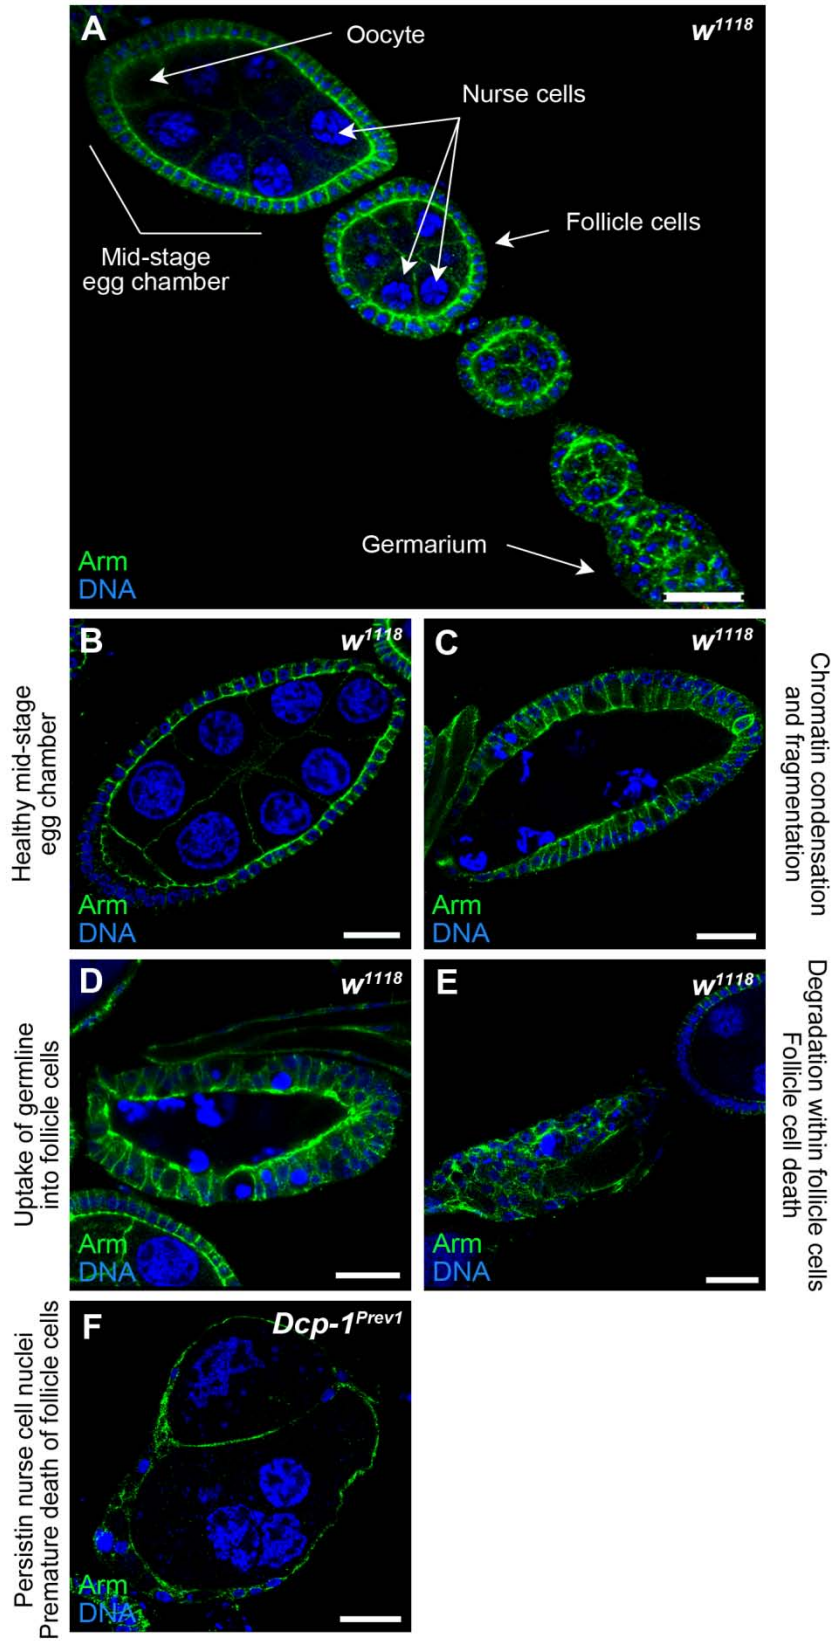 A
Oocyte
w1118
Nurse cells
Follicle cells
Mid-stage
egg chamber
Germarium
Arm
DNA
Healthy mid-stage
egg chamber
B
w1118
Arm
DNA
C
w1118
Arm
DNA
Chromatin condensation
and fragmentation
Uptake of germline
into follicle cells
D
w1118
Arm
DNA
E
w1118
Arm
DNA
Degradation within follicle cells
Follicle cell death
Persistin nurse cell nuclei
Premature death of follicle cells
F
Dcp-1Prev1
Arm
DNA